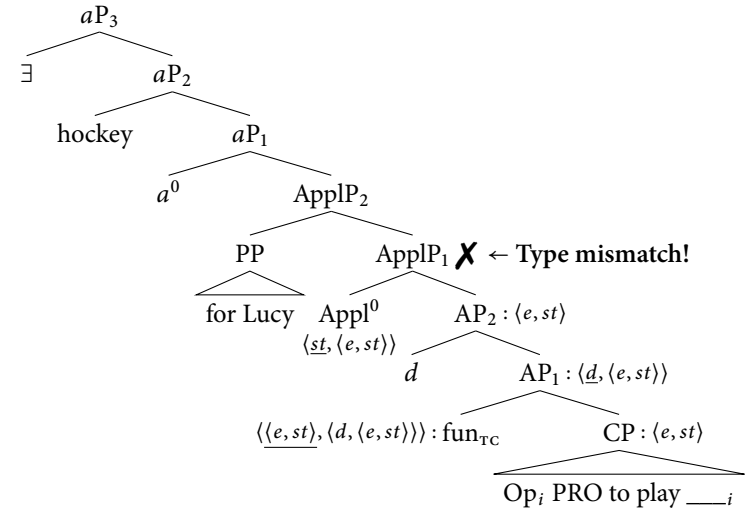 aP₃
∃ aP₂
hockey aP₁
a⁰ ApplP₂
PP ApplP₁ ✗ ← Type mismatch!
for Lucy Appl⁰ AP₂ : ⟨e, st⟩
⟨st, ⟨e, st⟩⟩
d AP₁ : ⟨d, ⟨e, st⟩⟩
⟨⟨e, st⟩, ⟨d, ⟨e, st⟩⟩⟩ : fun_TC CP : ⟨e, st⟩
Opᵢ PRO to play ___ᵢ